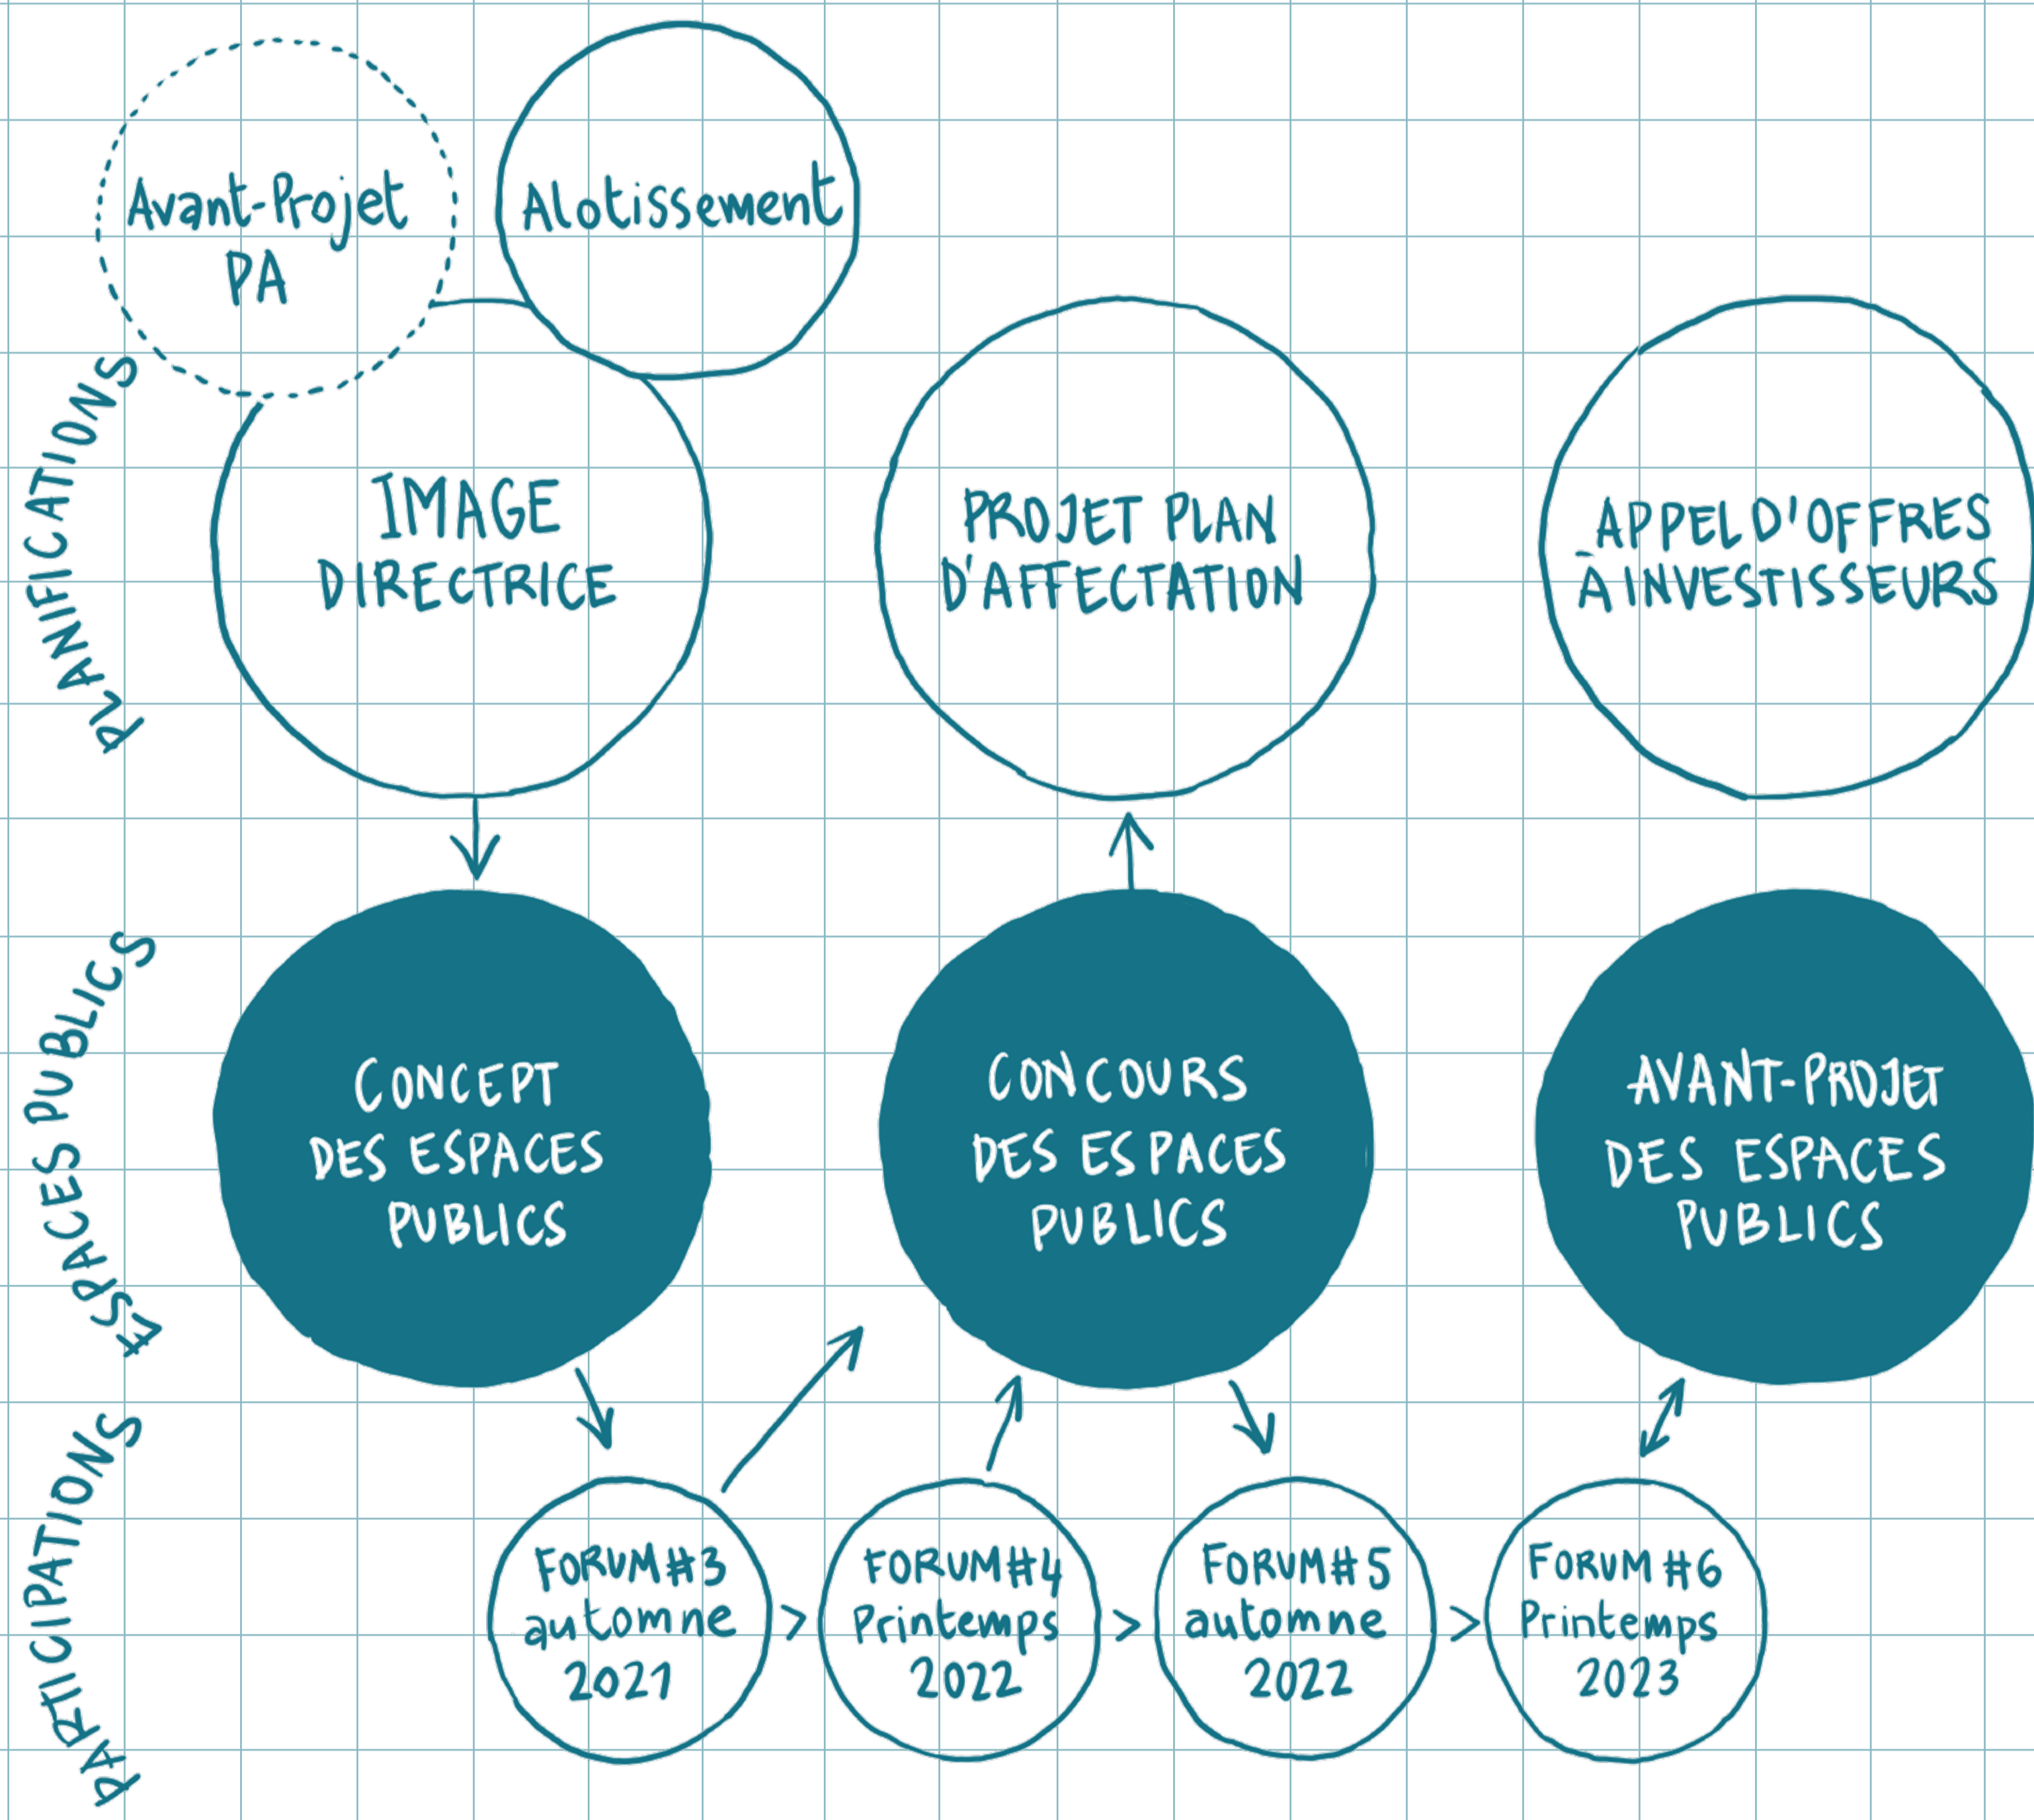 Avant-Projet
PA
Alotissement
PLANIFICATIONS
IMAGE
DIRECTRICE
PROJET PLAN
D'AFFECTATION
APPEL D'OFFRES
À INVESTISSEURS
ESPACES PUBLICS
CONCEPT
DES ESPACES
PUBLICS
CONCOURS
DES ESPACES
PUBLICS
AVANT-PROJET
DES ESPACES
PUBLICS
PARTICIPATIONS
FORUM #3
automne
2021
>
FORUM #4
Printemps
2022
>
FORUM #5
automne
2022
>
FORUM #6
Printemps
2023